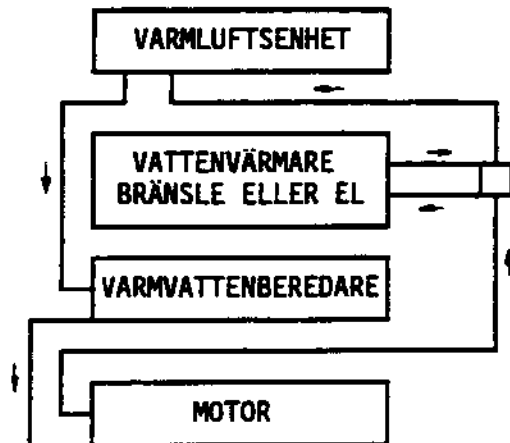 VARMLUFTSENHET
VATTENVÄRMARE
BRÄNSLE ELLER EL
VARMVATTENBEREDARE
MOTOR